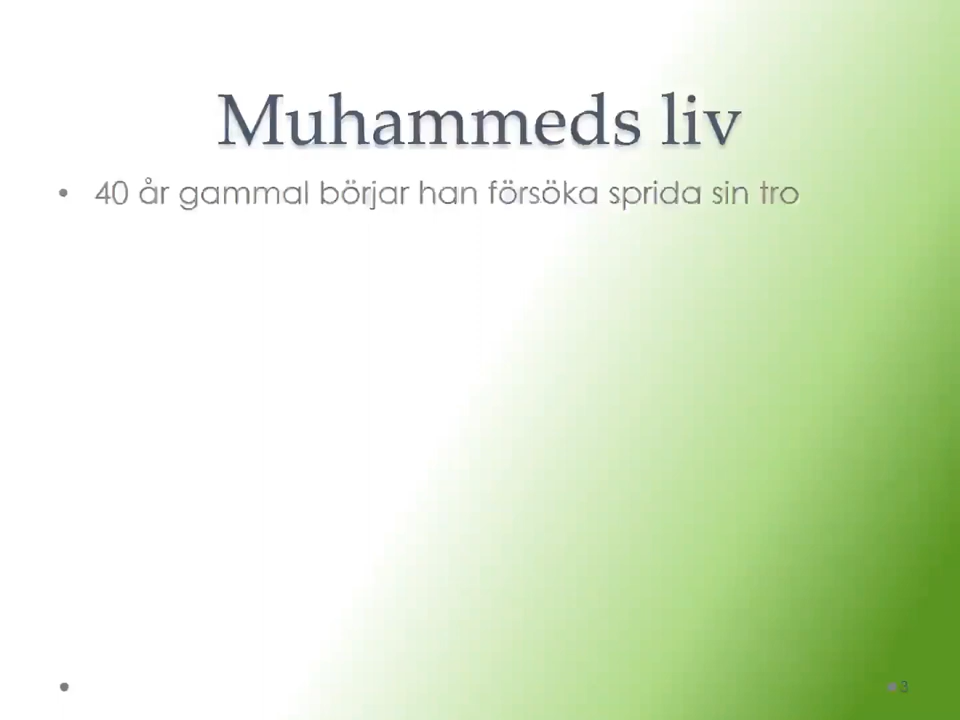 Muhammeds liv
• 40 år gammal börjar han försöka sprida sin tro
3